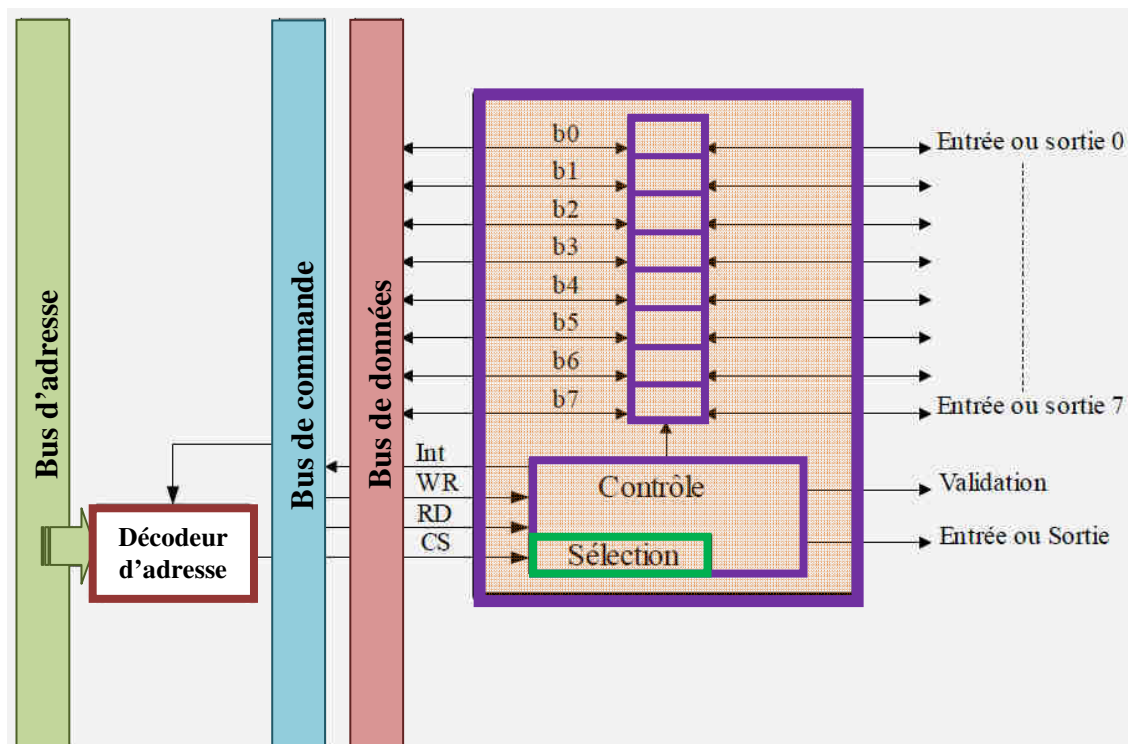 Bus d'adresse
Bus de commande
Bus de données
b0
b1
b2
b3
b4
b5
b6
b7
Entrée ou sortie 0
Entrée ou sortie 7
Int
WR
RD
CS
Contrôle
Sélection
Validation
Entrée ou Sortie
Décodeur
d'adresse